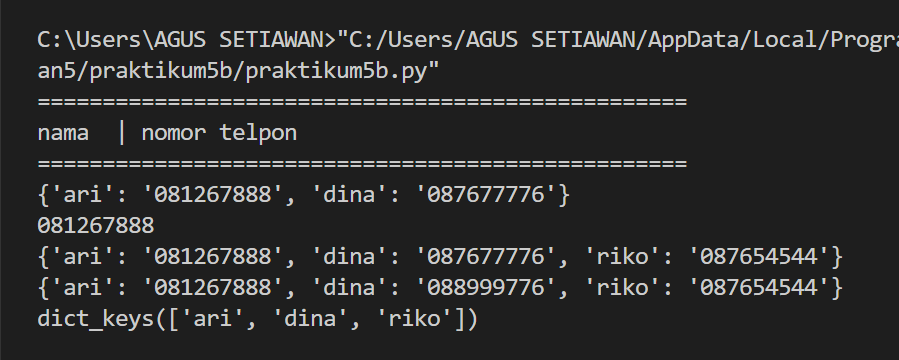 C:\Users\AGUS SETIAWAN>"C:/Users/AGUS SETIAWAN/AppData/Local/Progra
an5/praktikum5b/praktikum5b.py"
==================================================
nama  | nomor telpon
==================================================
{'ari': '081267888', 'dina': '087677776'}
081267888
{'ari': '081267888', 'dina': '087677776', 'riko': '087654544'}
{'ari': '081267888', 'dina': '088999776', 'riko': '087654544'}
dict_keys(['ari', 'dina', 'riko'])